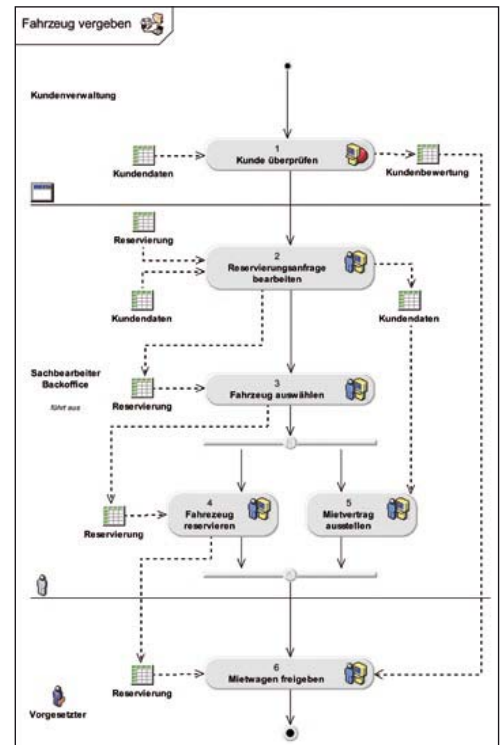 Fahrzeug vergeben
Kundenverwaltung
1
Kunde überprüfen
Kundendaten
Kundenbewertung
Reservierung
2
Reservierungsanfrage
bearbeiten
Kundendaten
Kundendaten
Sachbearbeiter
Backoffice
führt aus
Reservierung
3
Fahrzeug auswählen
4
Fahrezeug
reservieren
5
Mietvertrag
ausstellen
Reservierung
6
Mietwagen freigeben
Reservierung
Vorgesetzter